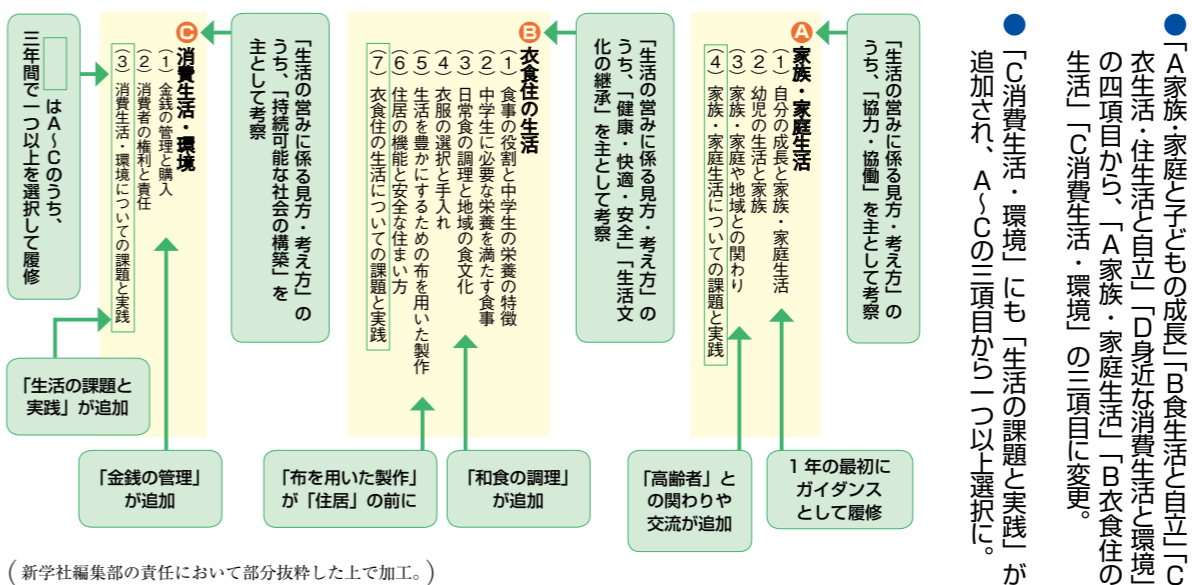 ●「A家族・家庭と子どもの成長」「B食生活と自立」「C
衣生活・住生活と自立」「D身近な消費生活と環境」
の四項目から、「A家族・家庭生活」「B衣食住の
生活」「C消費生活・環境」の三項目に変更。
●「C消費生活・環境」にも「生活の課題と実践」が
追加され、A～Cの三項目から一つ以上選択に。
「生活の営みに係る見方・考え方」の
うち、「協力・協働」を主として考察
A 家族・家庭生活
(1) 自分の成長と家族・家庭生活
(2) 幼児の生活と家族
(3) 家族・家庭や地域との関わり
(4) 家族・家庭生活についての課題と実践
1年の最初に
ガイダンス
として履修
「高齢者」と
の関わりや
交流が追加
「生活の営みに係る見方・考え方」の
うち、「健康・快適・安全」「生活文
化の継承」を主として考察
B 衣食住の生活
(1) 食事の役割と中学生の栄養の特徴
(2) 中学生に必要な栄養を満たす食事
(3) 日常食の調理と地域の食文化
(4) 衣服の選択と手入れ
(5) 生活を豊かにするための布を用いた製作
(6) 住居の機能と安全な住まい方
(7) 衣食住の生活についての課題と実践
「和食の調理」
が追加
「布を用いた製作」
が「住居」の前に
「生活の営みに係る見方・考え方」の
うち、「持続可能な社会の構築」を
主として考察
C 消費生活・環境
(1) 金銭の管理と購入
(2) 消費者の権利と責任
(3) 消費生活・環境についての課題と実践
「金銭の管理」
が追加
「生活の課題と
実践」が追加
はA～Cのうち、
三年間で一つ以上を選択して履修
(新学社編集部の責任において部分抜粋した上で加工。)